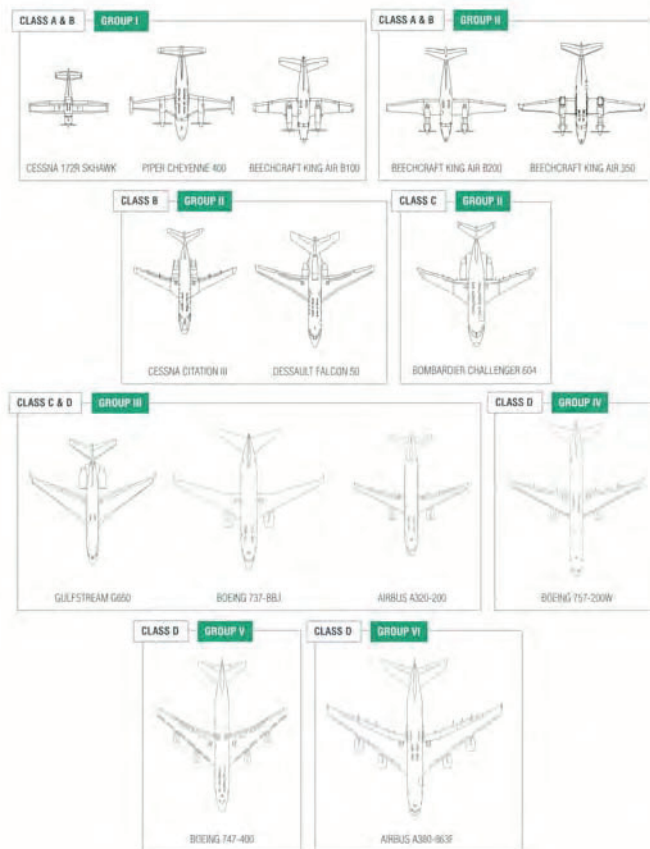 CLASS A & B GROUP I
CESSNA 172R SKHAWK PIPER CHEYENNE 400 BEECHCRAFT KING AIR B100
CLASS A & B GROUP II
BEECHCRAFT KING AIR B200 BEECHCRAFT KING AIR 350
CLASS B GROUP II
CESSNA CITATION III DESSAULT FALCON 50
CLASS C GROUP II
BOMBARDIER CHALLENGER 604
CLASS C & D GROUP III
GULFSTREAM G650 BOEING 737-BBJ AIRBUS A320-200
CLASS D GROUP IV
BOEING 757-200W
CLASS D GROUP V
BOEING 747-400
CLASS D GROUP VI
AIRBUS A380-863F